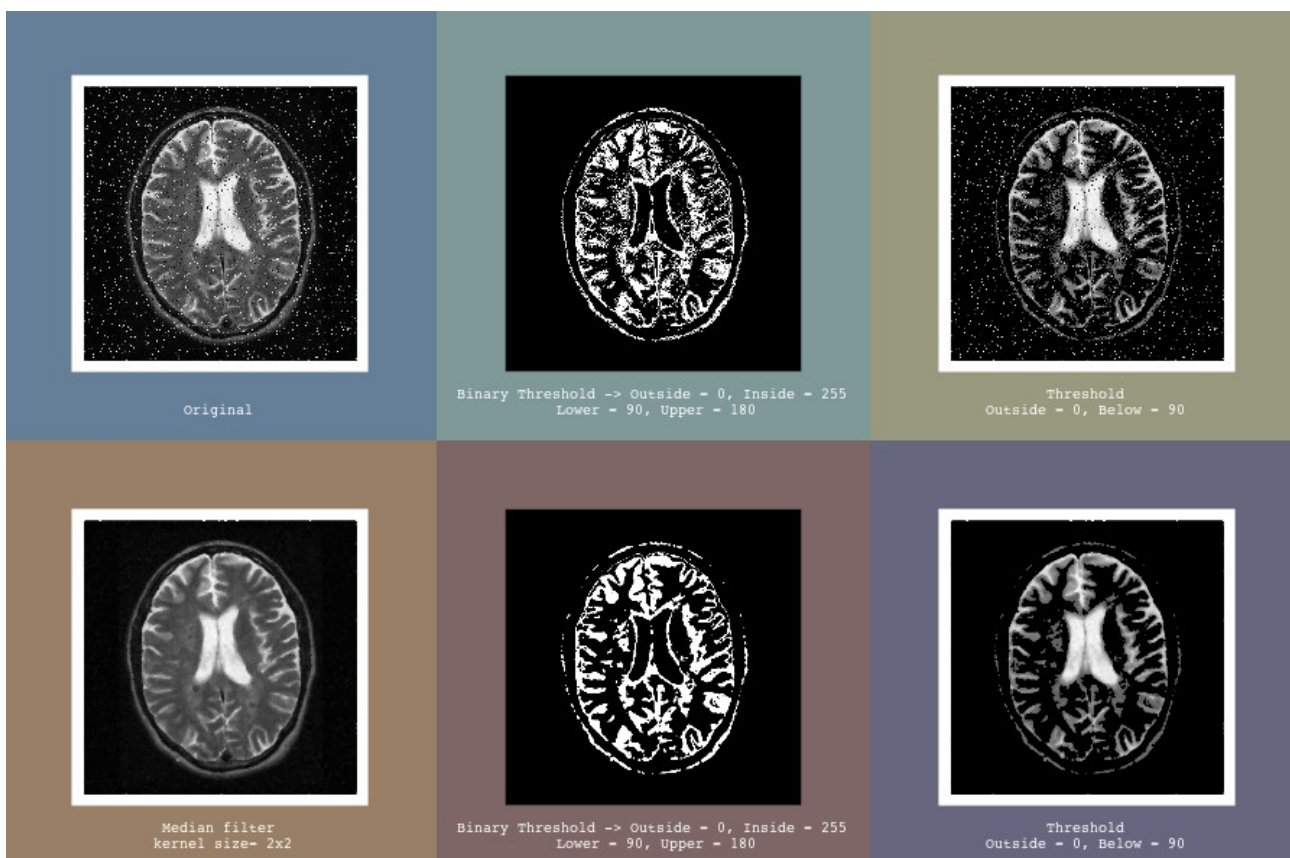 Original
Binary Threshold -> Outside = 0, Inside = 255
Lower = 90, Upper = 180
Threshold
Outside = 0, Below = 90
Median filter
kernel size= 2x2
Binary Threshold -> Outside = 0, Inside = 255
Lower = 90, Upper = 180
Threshold
Outside = 0, Below = 90